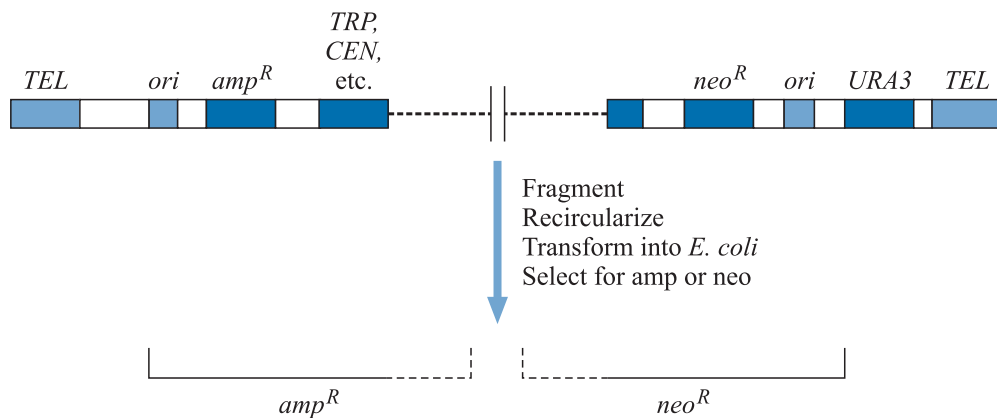 TRP,
CEN,
TEL ori amp^R etc. neo^R ori URA3 TEL
Fragment
Recircularize
Transform into E. coli
Select for amp or neo
amp^R neo^R